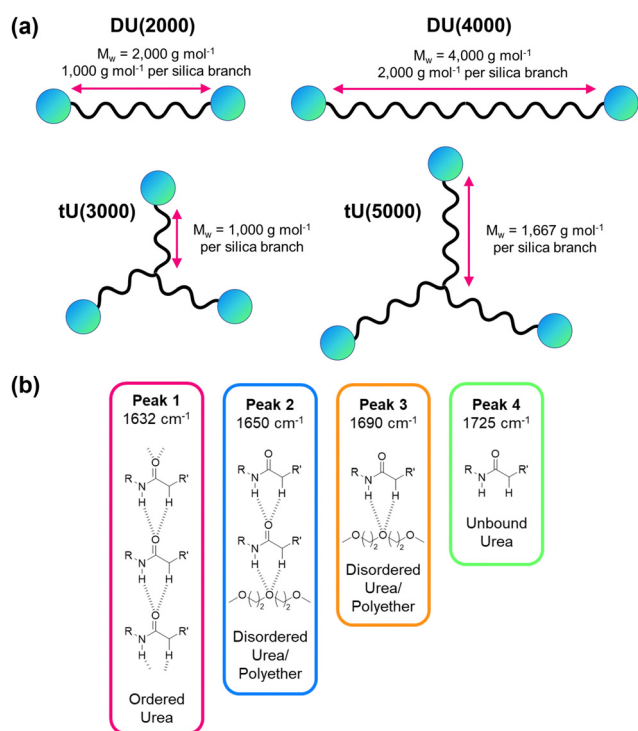 (a)
DU(2000)
DU(4000)
Mw = 2,000 g mol-1
1,000 g mol-1 per silica branch
Mw = 4,000 g mol-1
2,000 g mol-1 per silica branch
tU(3000)
Mw = 1,000 g mol-1
per silica branch
tU(5000)
Mw = 1,667 g mol-1
per silica branch
(b)
Peak 1
1632 cm-1
O
R N R'
H H
O
R N R'
H H
O
R N R'
H H
Ordered
Urea
Peak 2
1650 cm-1
O
R N R'
H H
O
R N R'
H H
O ( )2 O ( )2 O
Disordered
Urea/
Polyether
Peak 3
1690 cm-1
O
R N R'
H H
O ( )2 O ( )2 O
Disordered
Urea/
Polyether
Peak 4
1725 cm-1
O
R N R'
H H
Unbound
Urea